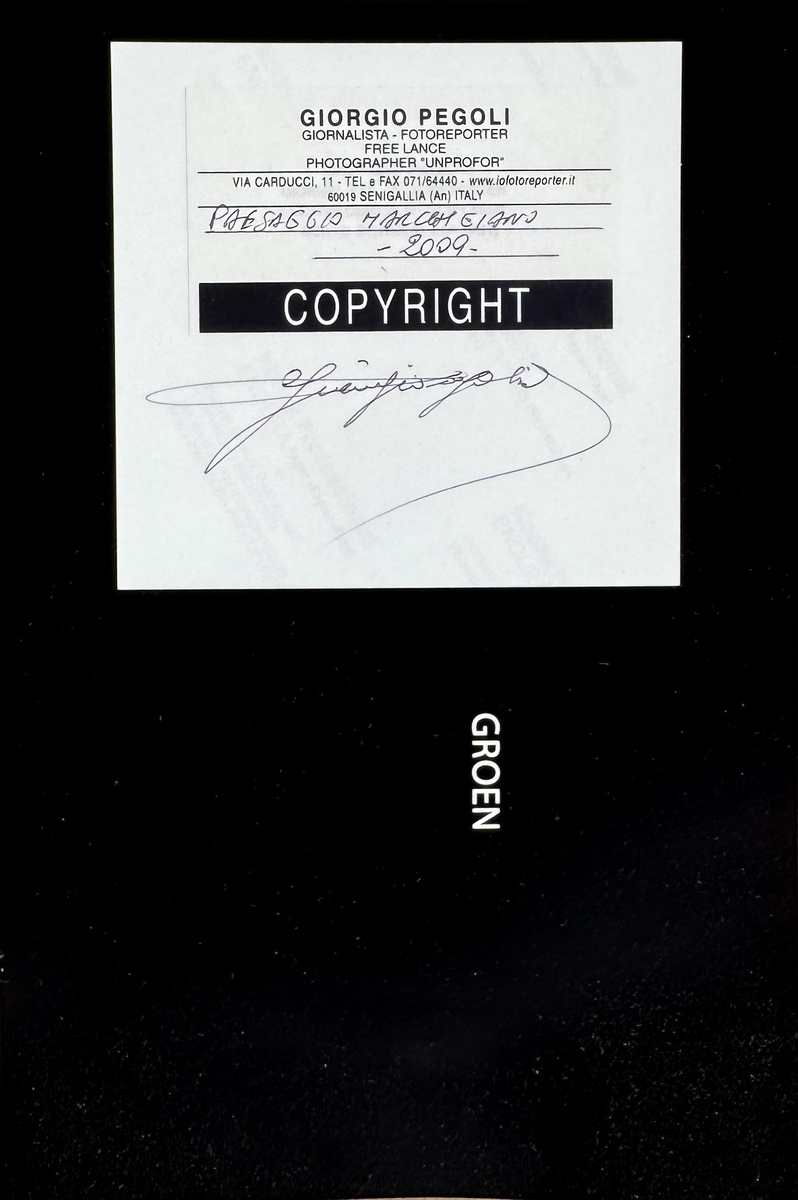 GIORGIO PEGOLI
GIORNALISTA - FOTOREPORTER
FREE LANCE
PHOTOGRAPHER "UNPROFOR"
VIA CARDUCCI, 11 - TEL e FAX 071/64440 - www.iofotoreporter.it
60019 SENIGALLIA (An) ITALY
PAESAGGIO MARCHEIANO
- 2009 -
COPYRIGHT
GROEN